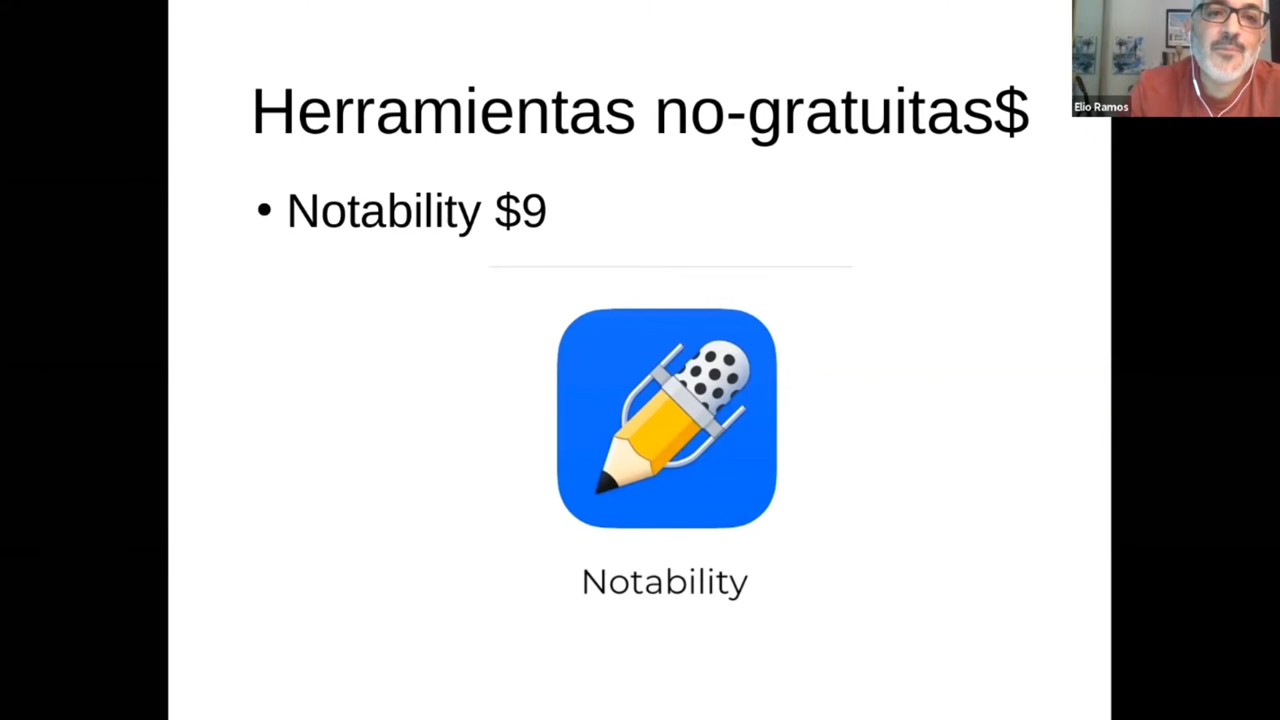 Herramientas no-gratuitas$
• Notability $9
Notability
Elio Ramos